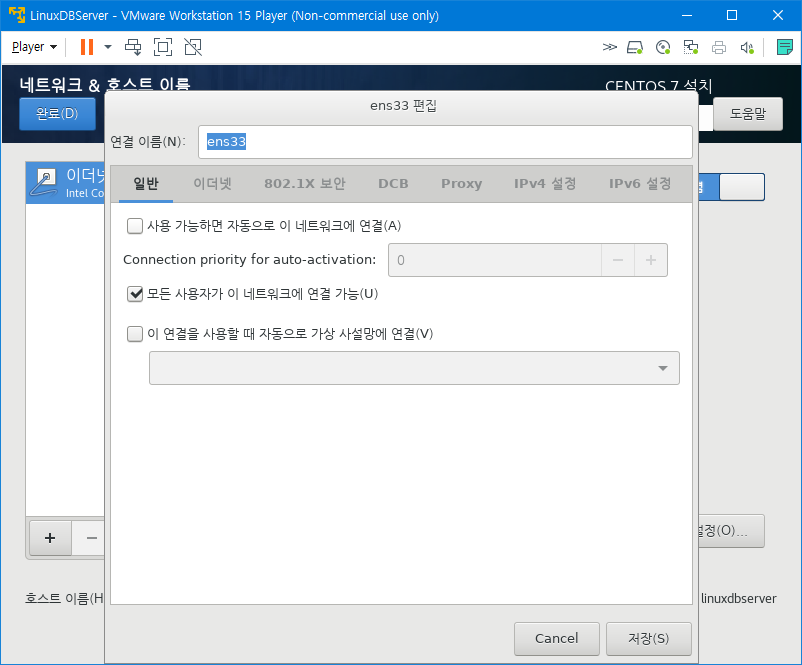 LinuxDBServer - VMware Workstation 15 Player (Non-commercial use only)
Player
네트워크 & 호스트 이름
CENTOS 7 설치
완료(D)
도움말
ens33 편집
연결 이름(N): ens33
이더넷
Intel Co
일반 이더넷 802.1X 보안 DCB Proxy IPv4 설정 IPv6 설정
사용 가능하면 자동으로 이 네트워크에 연결(A)
Connection priority for auto-activation: 0 − +
모든 사용자가 이 네트워크에 연결 가능(U)
이 연결을 사용할 때 자동으로 가상 사설망에 연결(V)
+ −
설정(O)...
호스트 이름(H
linuxdbserver
Cancel 저장(S)